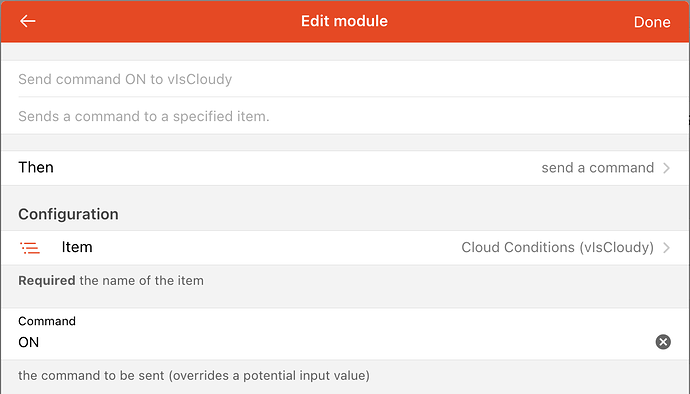 Edit module
Done
Send command ON to vIsCloudy
Sends a command to a specified item.
Then send a command
Configuration
Item Cloud Conditions (vIsCloudy)
Required the name of the item
Command
ON
the command to be sent (overrides a potential input value)